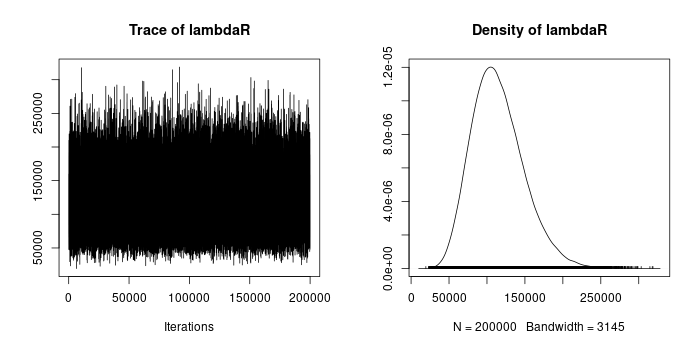 Trace of lambdaR
Density of lambdaR
50000 150000 250000
0 50000 100000 150000 200000
Iterations
0.0e+00 4.0e-06 8.0e-06 1.2e-05
0 50000 150000 250000
N = 200000 Bandwidth = 3145